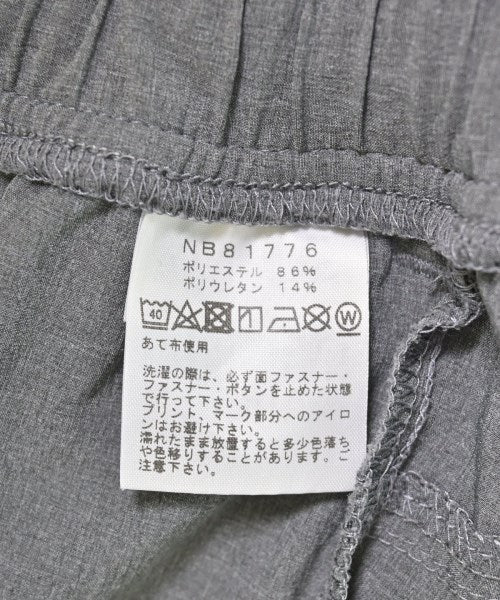 NB81776
ポリエステル 86%
ポリウレタン 14%
40 W
あて布使用
洗濯の際は、必ず面ファスナー・
ファスナー・ボタンを止めた状態
で行って下さい。
プリント、マーク部分へのアイロ
ンはお避け下さい。
濡れたまま放置すると多少色落ち
や色移りすることがあります。ご
注意下さい。